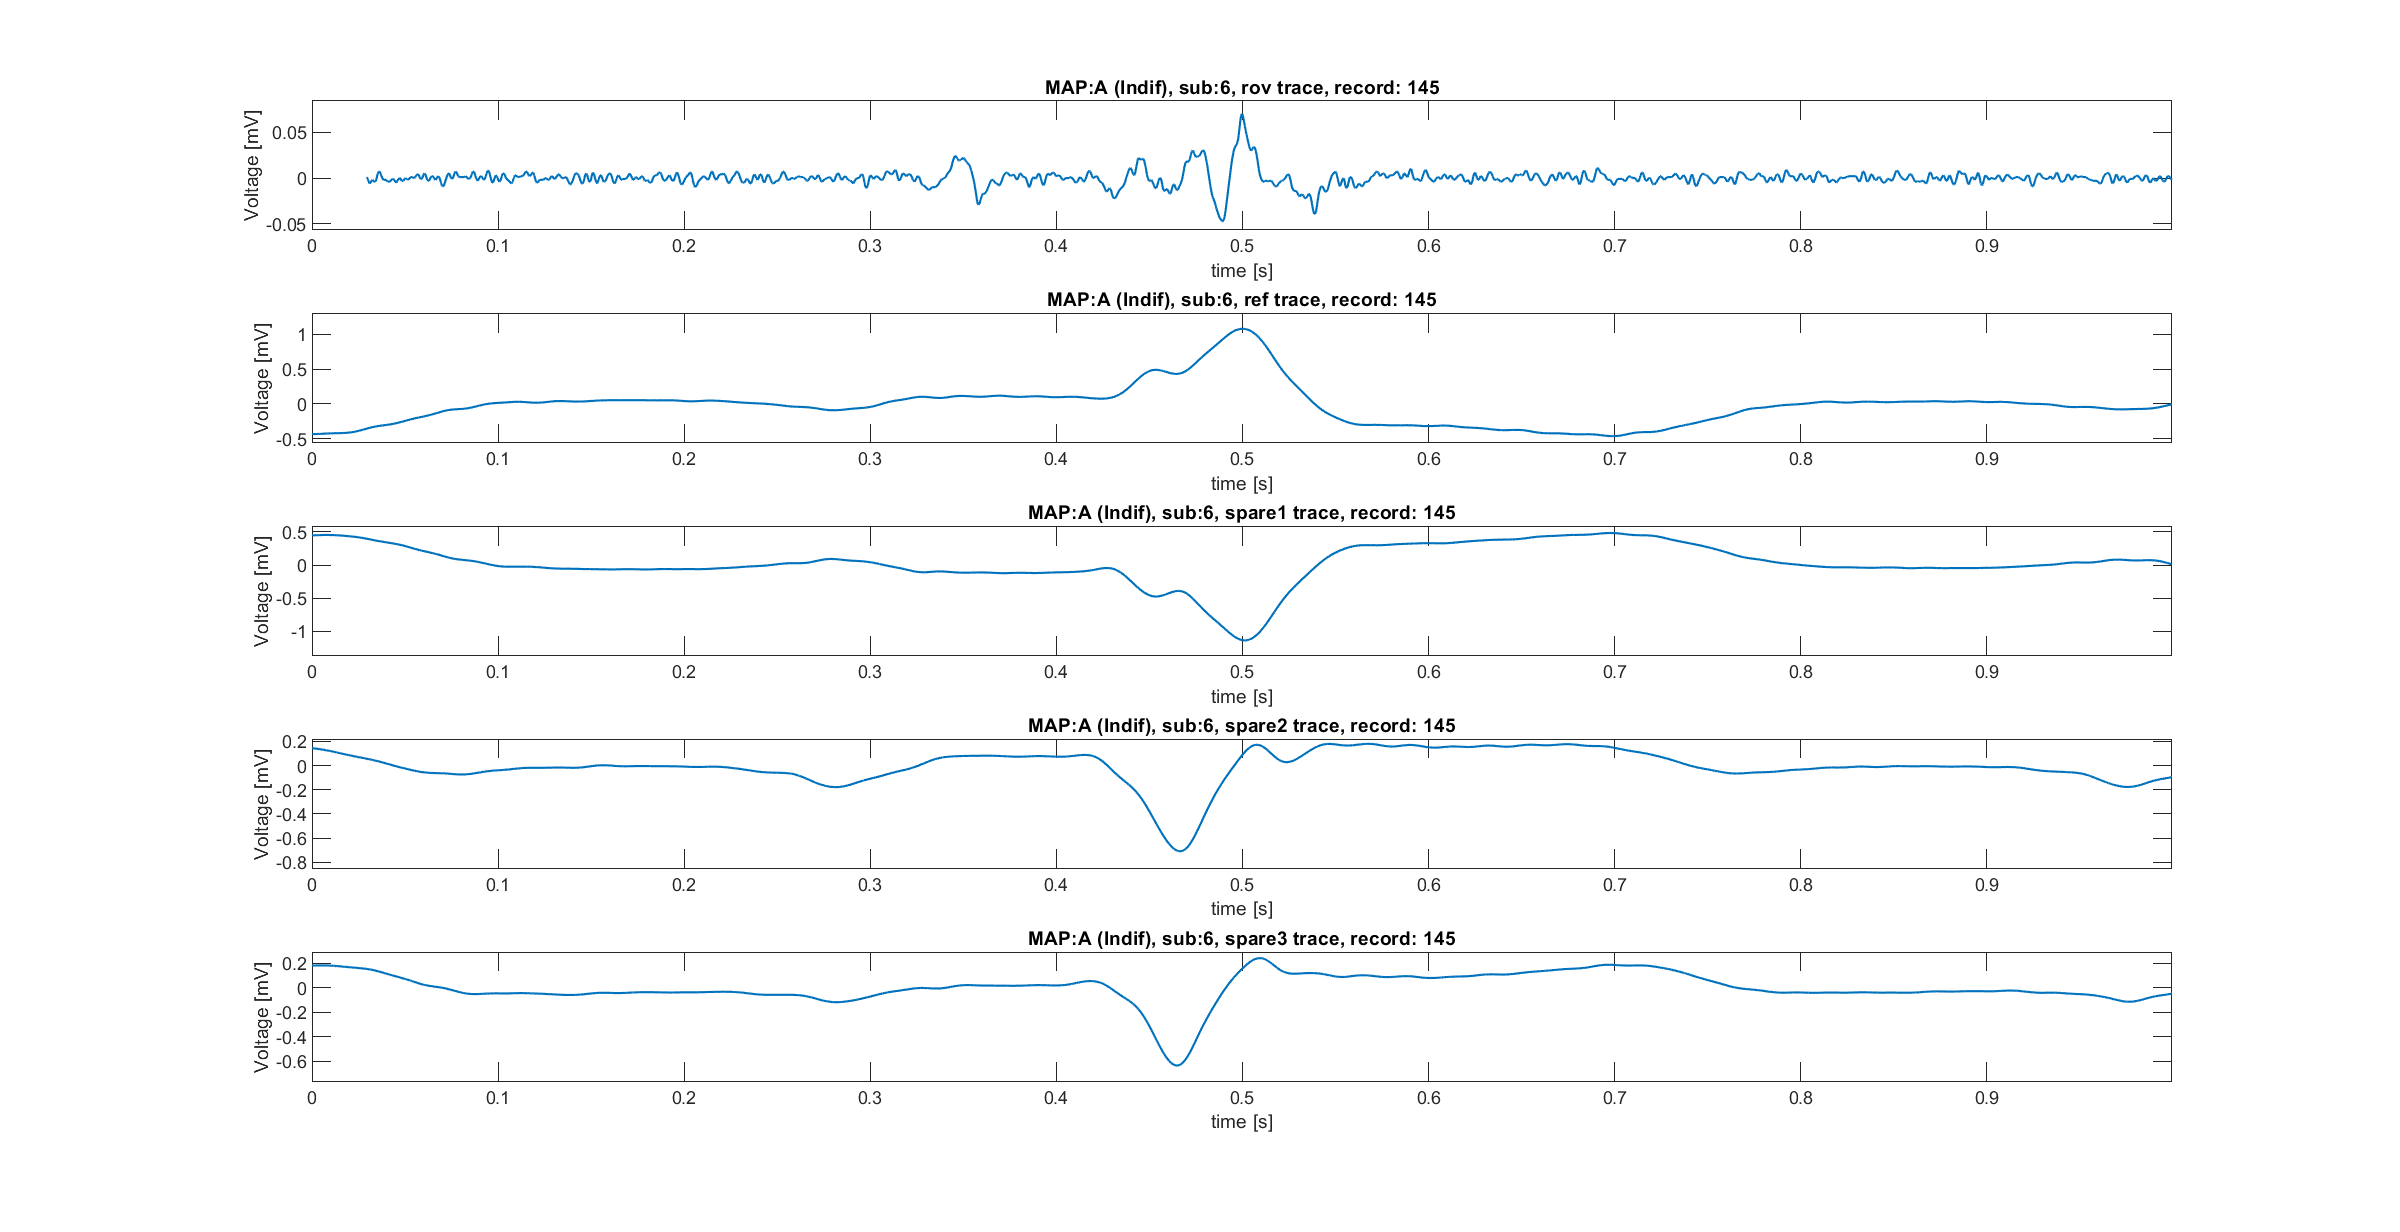 MAP:A (Indif), sub:6, rov trace, record: 145
Voltage [mV]
0.05
0
-0.05
0 0.1 0.2 0.3 0.4 0.5 0.6 0.7 0.8 0.9
time [s]
MAP:A (Indif), sub:6, ref trace, record: 145
Voltage [mV]
1
0.5
0
-0.5
0 0.1 0.2 0.3 0.4 0.5 0.6 0.7 0.8 0.9
time [s]
MAP:A (Indif), sub:6, spare1 trace, record: 145
Voltage [mV]
0.5
0
-0.5
-1
0 0.1 0.2 0.3 0.4 0.5 0.6 0.7 0.8 0.9
time [s]
MAP:A (Indif), sub:6, spare2 trace, record: 145
Voltage [mV]
0.2
0
-0.2
-0.4
-0.6
-0.8
0 0.1 0.2 0.3 0.4 0.5 0.6 0.7 0.8 0.9
time [s]
MAP:A (Indif), sub:6, spare3 trace, record: 145
Voltage [mV]
0.2
0
-0.2
-0.4
-0.6
0 0.1 0.2 0.3 0.4 0.5 0.6 0.7 0.8 0.9
time [s]